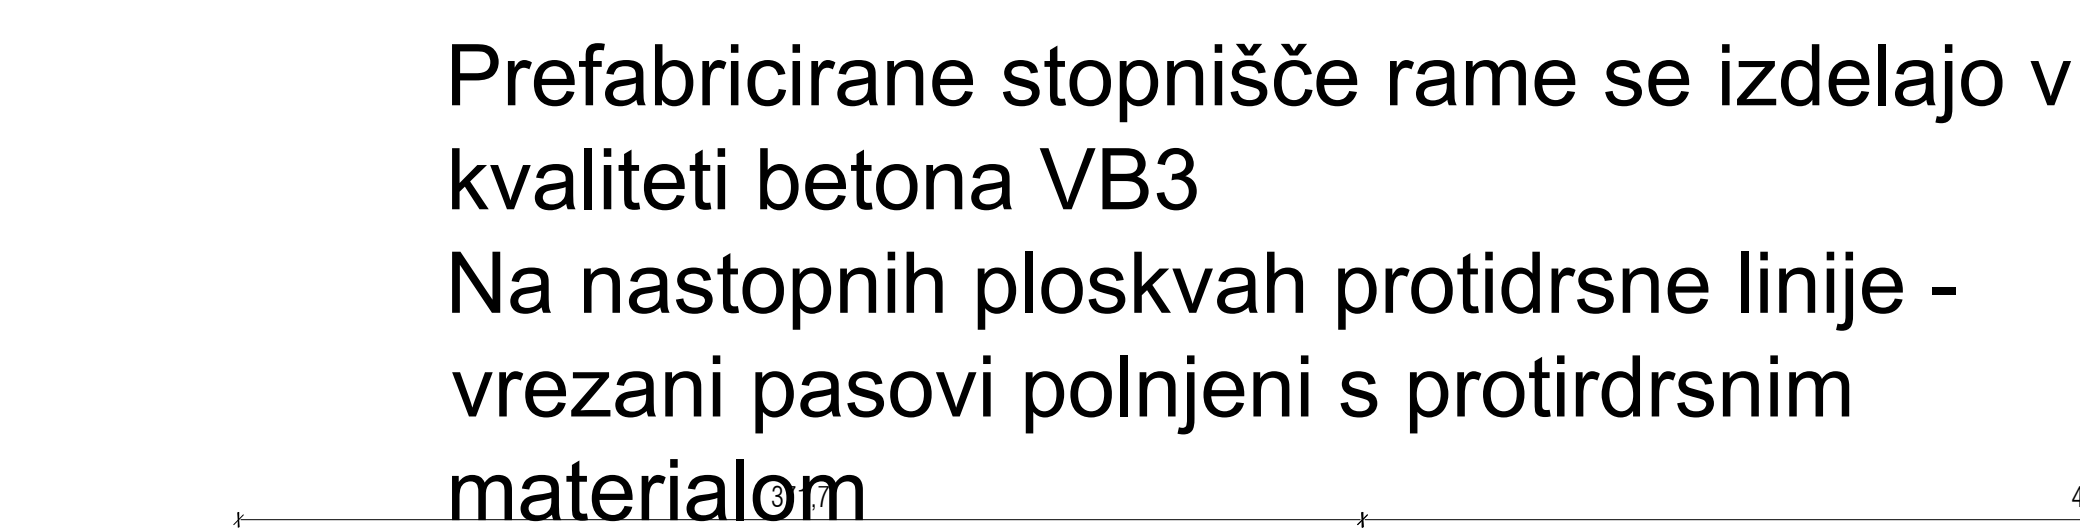 Prefabricirane stopnišče rame se izdelajo v
kvaliteti betona VB3
Na nastopnih ploskvah protidrsne linije -
vrezani pasovi polnjeni s protirdrsnim
materialom